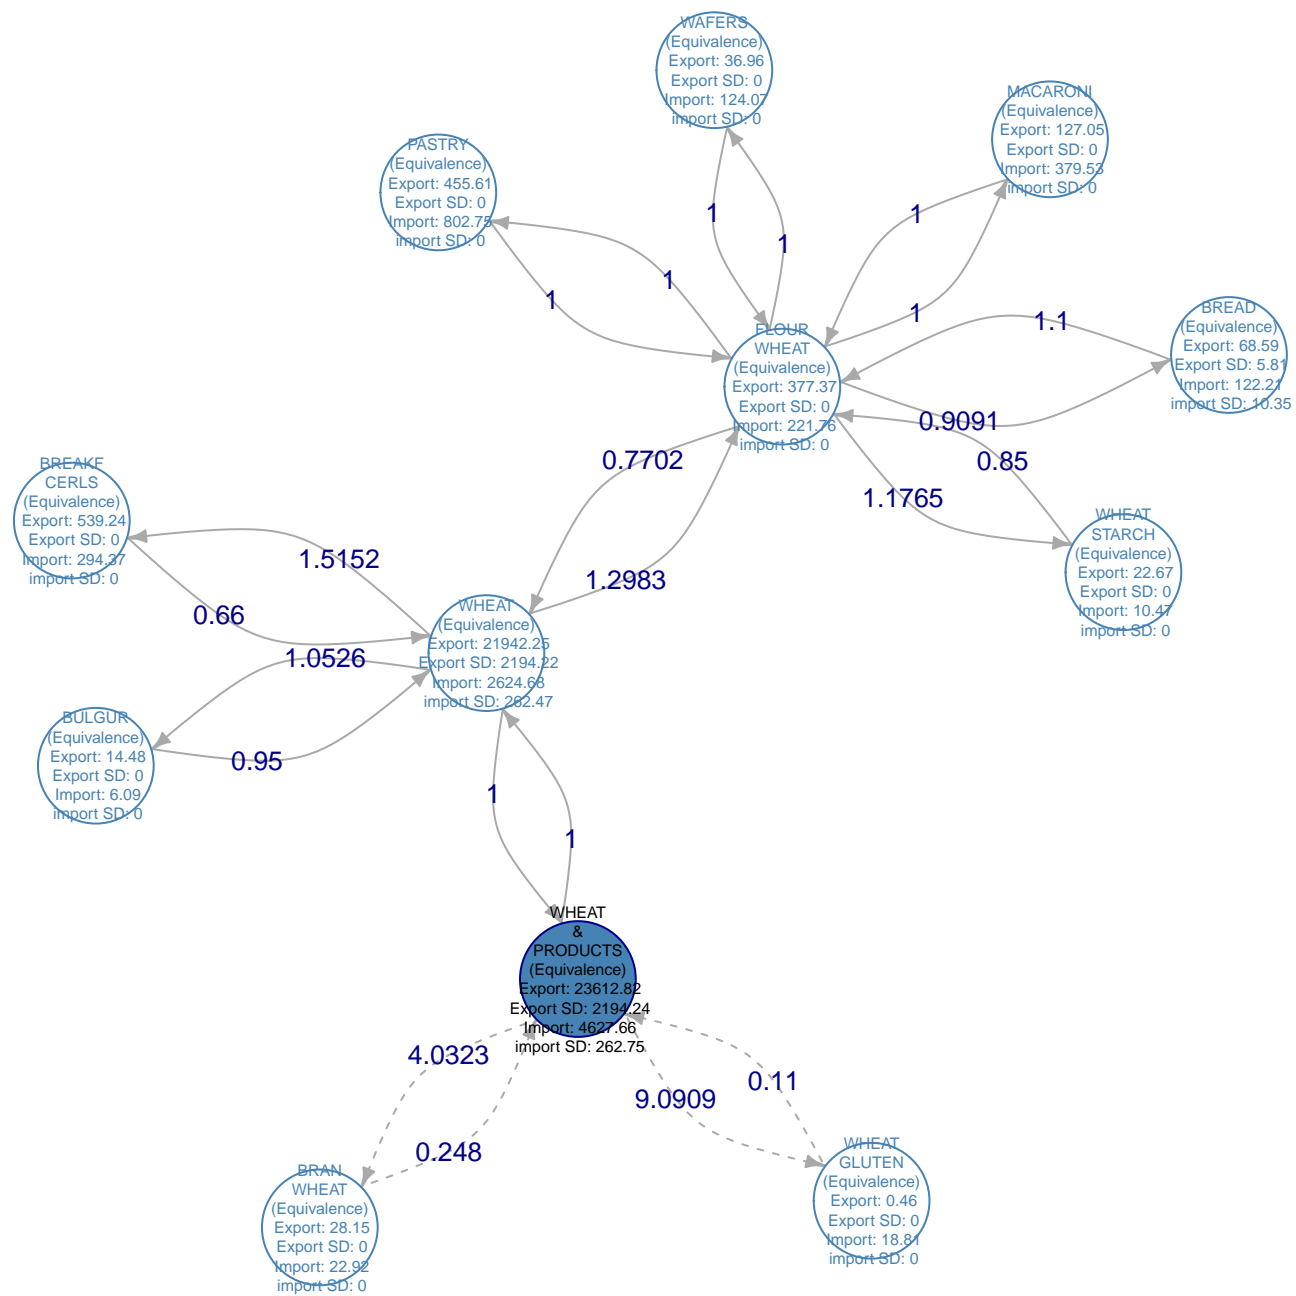 WAFERS
(Equivalence)
Export: 36.96
Export SD: 0
Import: 124.07
import SD: 0
MACARONI
(Equivalence)
Export: 127.05
Export SD: 0
Import: 379.53
import SD: 0
PASTRY
(Equivalence)
Export: 455.61
Export SD: 0
Import: 802.75
import SD: 0
1
1
1
1
1
1
FLOUR
WHEAT
(Equivalence)
Export: 377.37
Export SD: 0
Import: 221.76
import SD: 0
BREAD
(Equivalence)
Export: 68.59
Export SD: 5.81
Import: 122.21
import SD: 10.35
1.1
0.9091
0.85
1.1765
0.7702
1.2983
WHEAT
STARCH
(Equivalence)
Export: 22.67
Export SD: 0
Import: 10.47
import SD: 0
BREAKF
CERLS
(Equivalence)
Export: 539.24
Export SD: 0
Import: 294.37
import SD: 0
1.5152
0.66
WHEAT
(Equivalence)
Export: 21942.25
Export SD: 2194.22
Import: 2624.68
import SD: 262.47
1.0526
0.95
BULGUR
(Equivalence)
Export: 14.48
Export SD: 0
Import: 6.09
import SD: 0
1
1
WHEAT
&
PRODUCTS
(Equivalence)
Export: 23612.82
Export SD: 2194.24
Import: 4627.66
import SD: 262.75
4.0323
0.248
9.0909
0.11
BRAN
WHEAT
(Equivalence)
Export: 28.15
Export SD: 0
Import: 22.92
import SD: 0
WHEAT
GLUTEN
(Equivalence)
Export: 0.46
Export SD: 0
Import: 18.81
import SD: 0